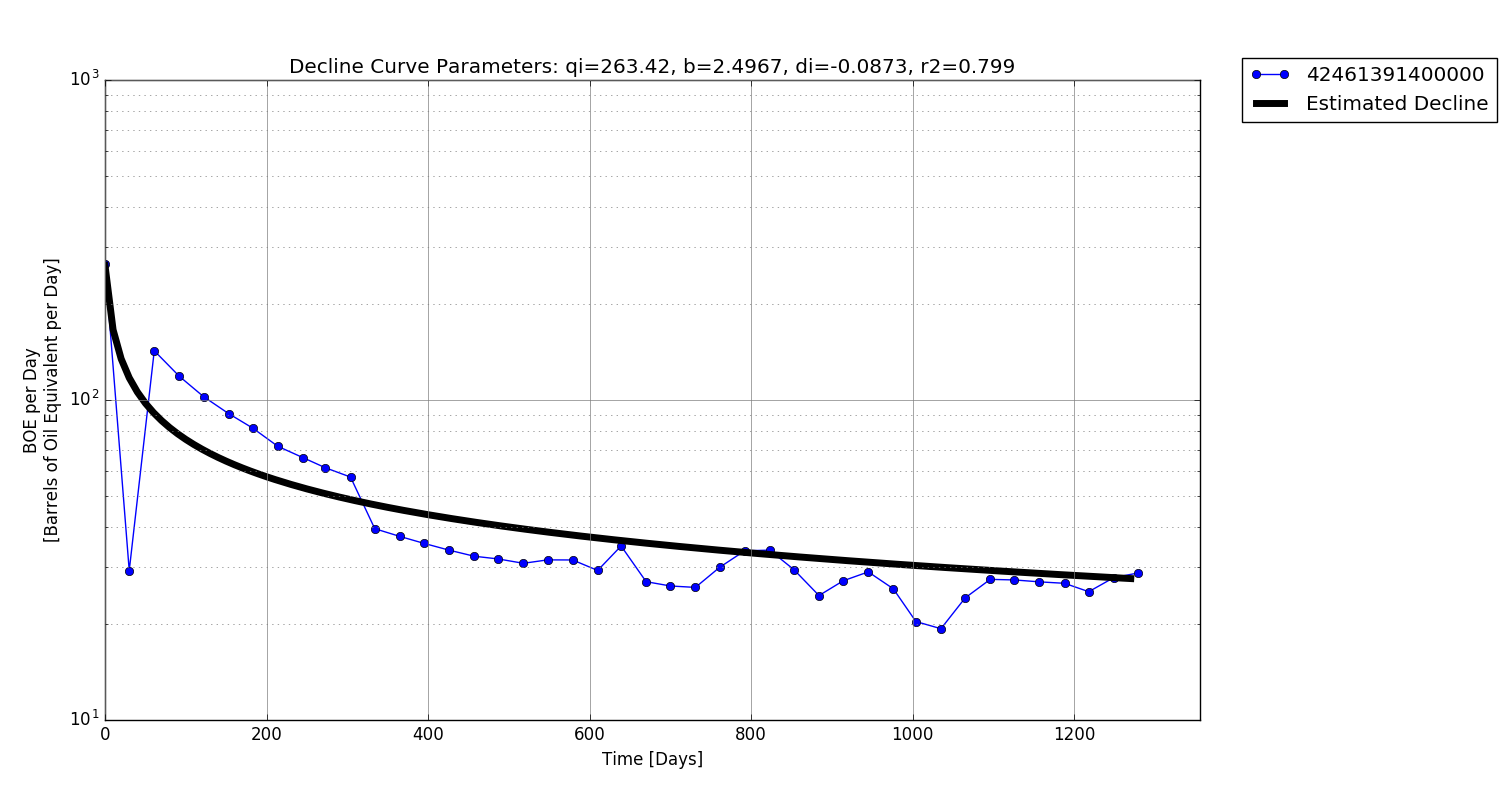 Decline Curve Parameters: qi=263.42, b=2.4967, di=-0.0873, r2=0.799
42461391400000
Estimated Decline
10³
10²
10¹
BOE per Day
[Barrels of Oil Equivalent per Day]
0 200 400 600 800 1000 1200
Time [Days]